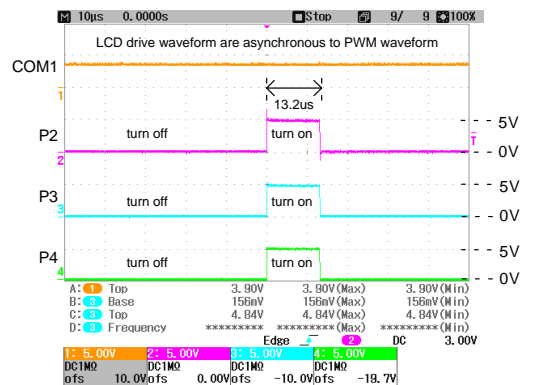 M 10µs 0.0000s Stop 9/ 9 100%
LCD drive waveform are asynchronous to PWM waveform
COM1
1
13.2us
P2 turn off turn on 5V
T
0V
2
P3 turn off turn on 5V
3
0V
P4 turn off turn on 5V
4
0V
A: 1 Top 3.90V 3.90V(Max) 3.90V(Min)
B: 3 Base 156mV 156mV(Max) 156mV(Min)
C: 3 Top 4.84V 4.84V(Max) 4.84V(Min)
D: 3 Frequency ********* *********(Max) *********(Min)
Edge 2 DC 3.00V
1: 5.00V 2: 5.00V 3: 5.00V 4: 5.00V
DC1MΩ DC1MΩ DC1MΩ DC1MΩ
ofs 10.0V ofs 0.00V ofs -10.0V ofs -19.7V